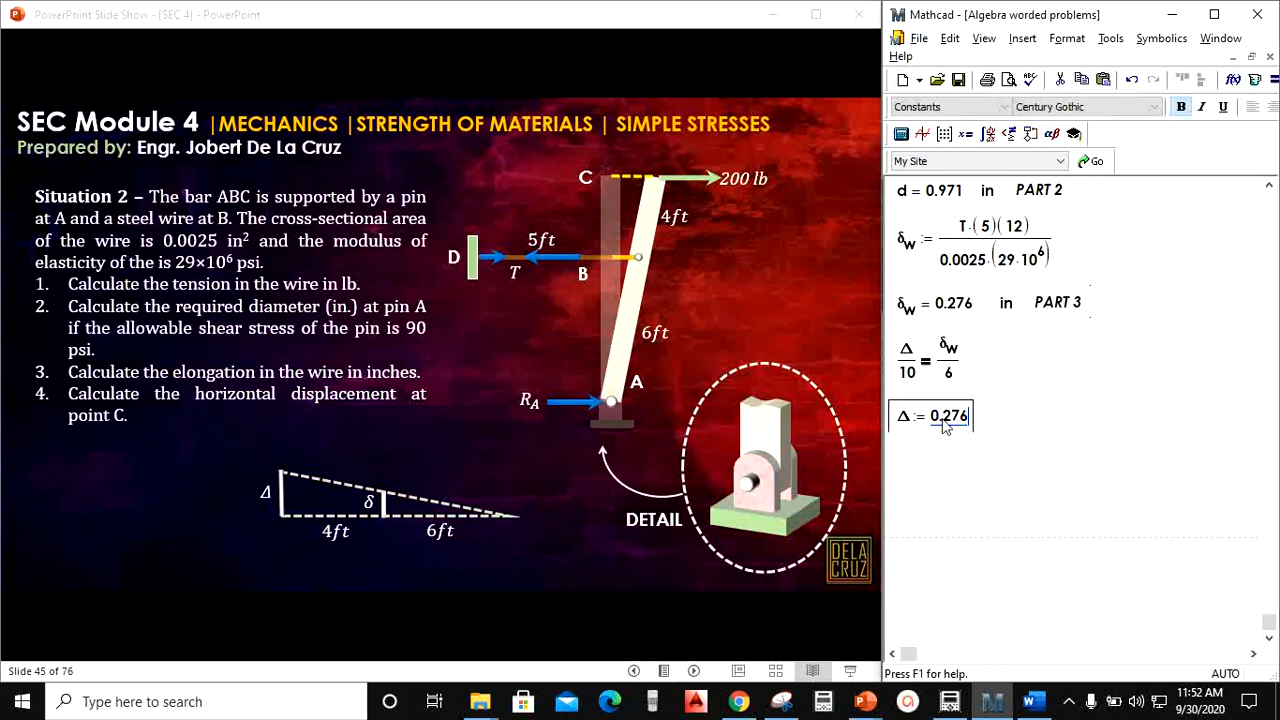 PowerPoint Slide Show - [SEC 4] - PowerPoint
Mathcad - [Algebra worded problems]
File Edit View Insert Format Tools Symbolics Window
Help
Constants Century Gothic B I U
My Site Go
SEC Module 4 |MECHANICS |STRENGTH OF MATERIALS | SIMPLE STRESSES
Prepared by: Engr. Jobert De La Cruz
Situation 2 – The bar ABC is supported by a pin
at A and a steel wire at B. The cross-sectional area
of the wire is 0.0025 in² and the modulus of
elasticity of the is 29×10⁶ psi.
1. Calculate the tension in the wire in lb.
2. Calculate the required diameter (in.) at pin A
if the allowable shear stress of the pin is 90
psi.
3. Calculate the elongation in the wire in inches.
4. Calculate the horizontal displacement at
point C.
C 200 lb
4ft
5ft
D T B
6ft
A
R_A
DETAIL
Δ δ
4ft 6ft
DELA
CRUZ
d = 0.971 in PART 2
δw := T·(5)(12) / 0.0025·(29·10⁶)
δw = 0.276 in PART 3
Δ/10 = δw/6
Δ := 0.276
Slide 45 of 76
Press F1 for help. AUTO
Type here to search
11:52 AM
9/30/2020